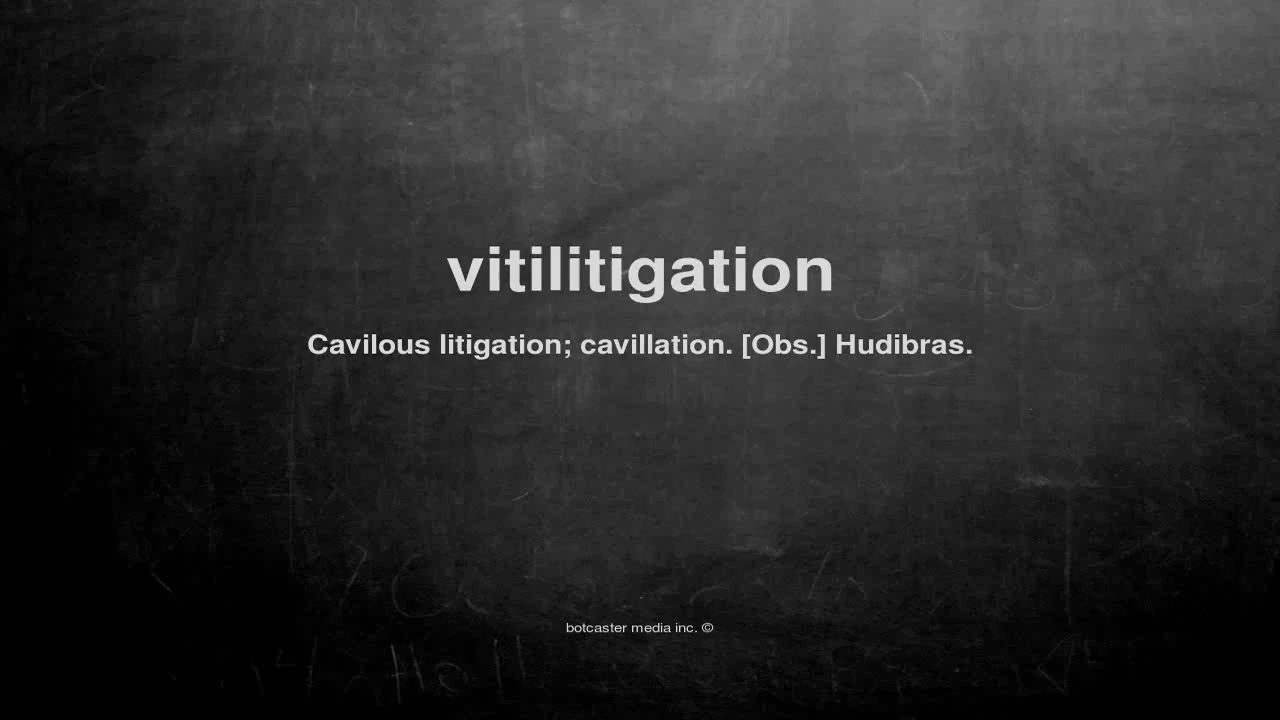 vitilitigation
Cavilous litigation; cavillation. [Obs.] Hudibras.
botcaster media inc. ©